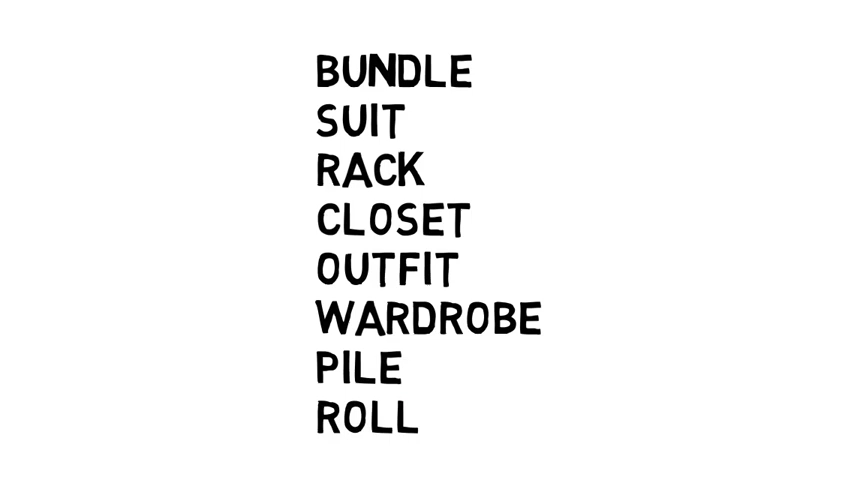 BUNDLE
SUIT
RACK
CLOSET
OUTFIT
WARDROBE
PILE
ROLL